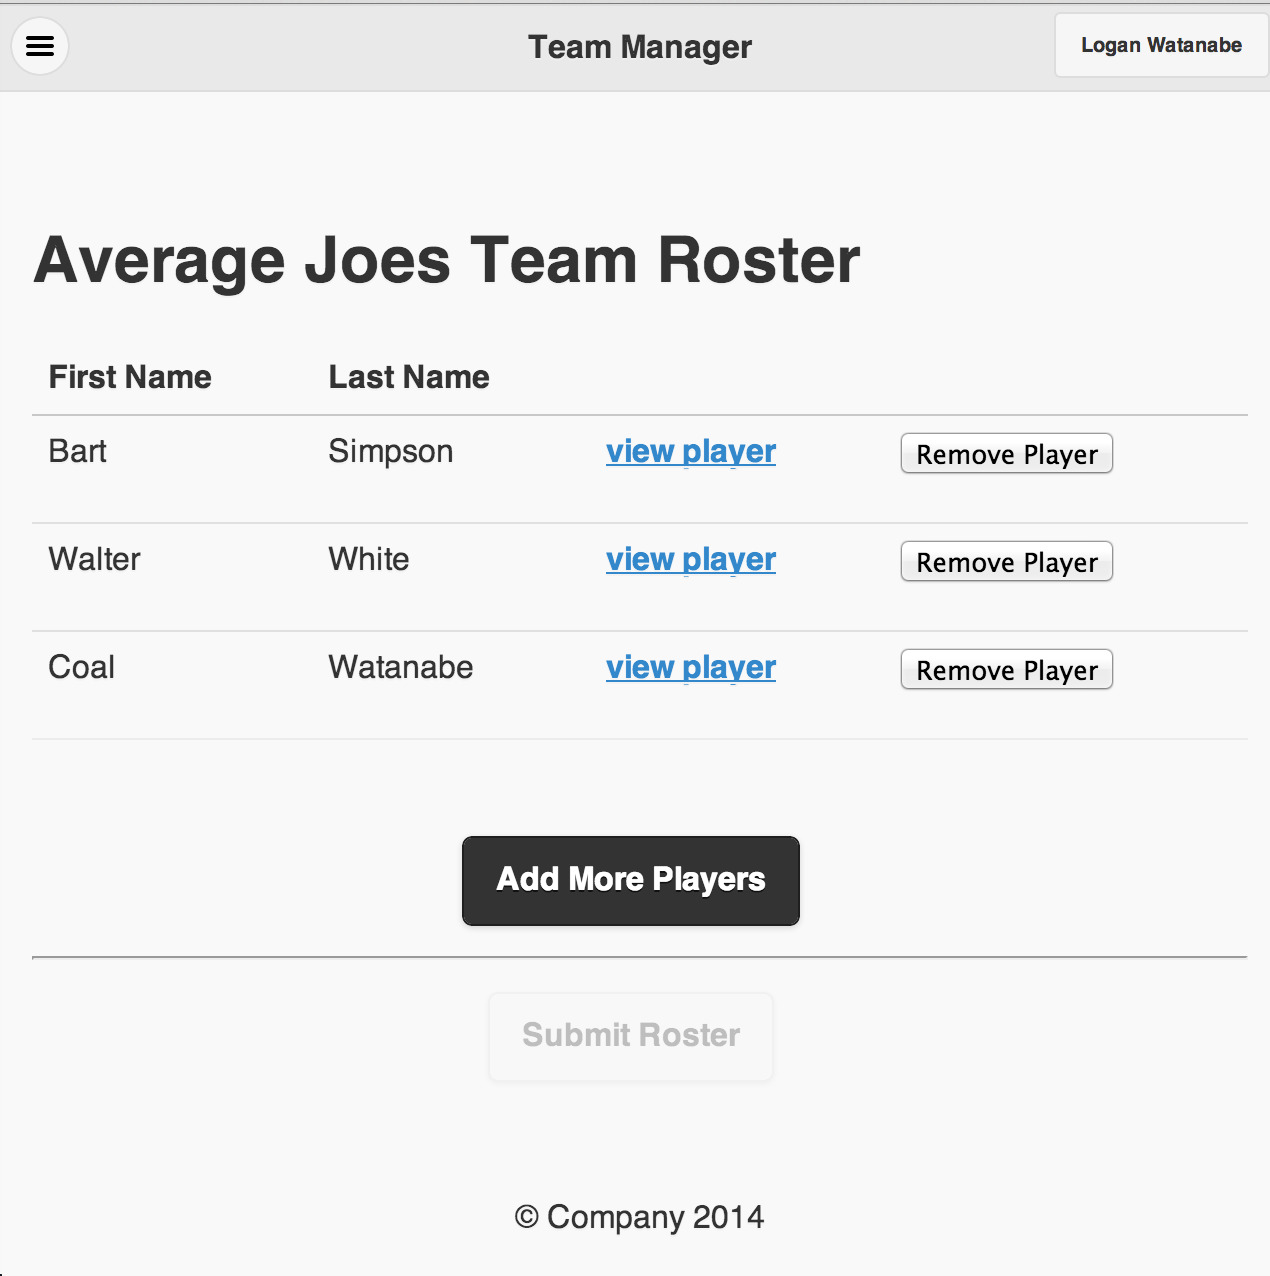 Team Manager
Logan Watanabe
Average Joes Team Roster
First Name Last Name
Bart Simpson view player Remove Player
Walter White view player Remove Player
Coal Watanabe view player Remove Player
Add More Players
Submit Roster
© Company 2014